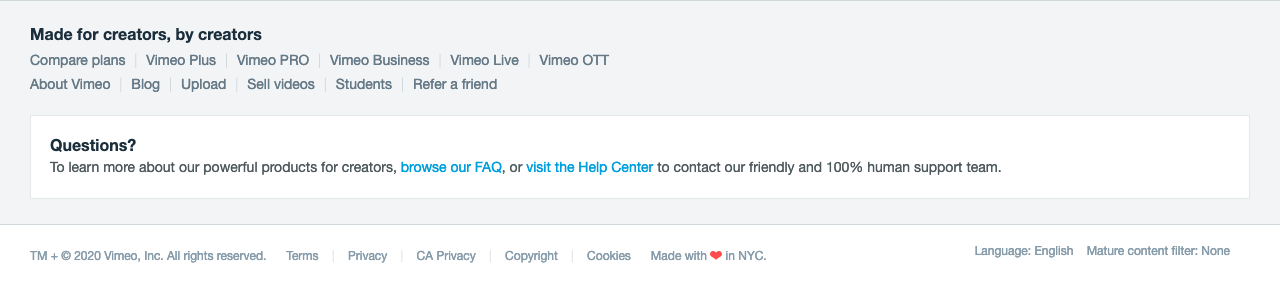 Made for creators, by creators
Compare plans | Vimeo Plus | Vimeo PRO | Vimeo Business | Vimeo Live | Vimeo OTT
About Vimeo | Blog | Upload | Sell videos | Students | Refer a friend
Questions?
To learn more about our powerful products for creators, browse our FAQ, or visit the Help Center to contact our friendly and 100% human support team.
TM + © 2020 Vimeo, Inc. All rights reserved. Terms | Privacy | CA Privacy | Copyright | Cookies Made with ❤ in NYC. Language: English Mature content filter: None